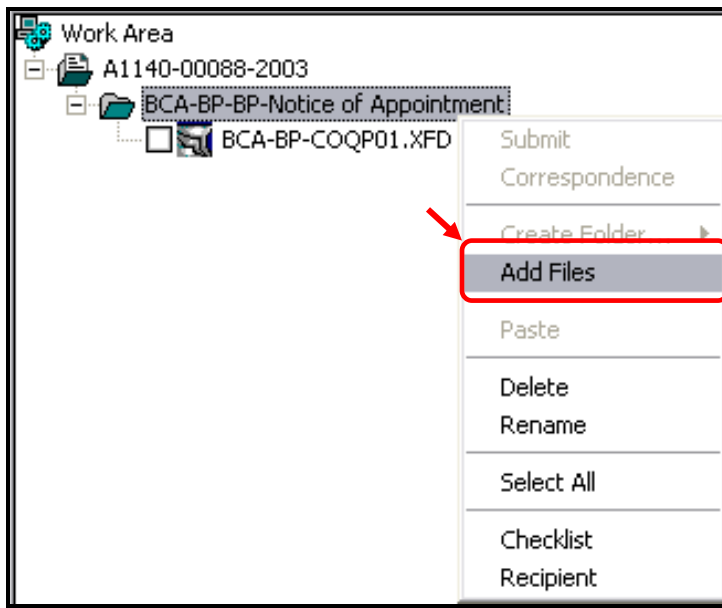 Work Area
A1140-00088-2003
BCA-BP-BP-Notice of Appointment
BCA-BP-COQP01.XFD
Submit
Correspondence
Create Folder...
Add Files
Paste
Delete
Rename
Select All
Checklist
Recipient